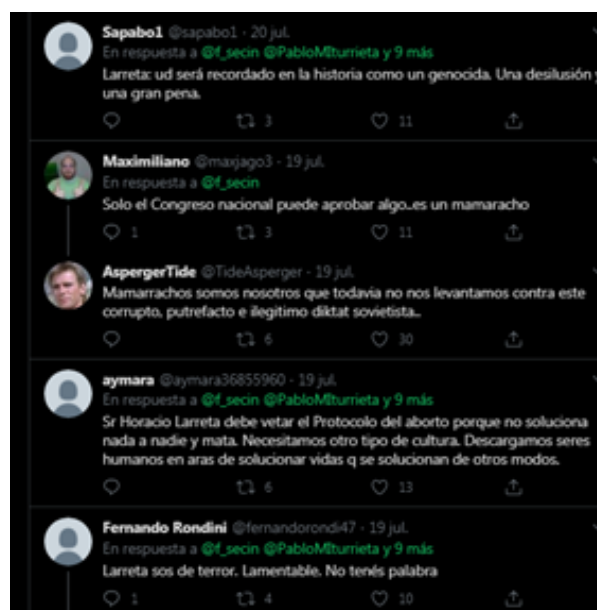 Sapabo1 @sapabo1 · 20 jul.
En respuesta a @f_secin @PabloMIturrieta y 9 más
Larreta: ud será recordado en la historia como un genocida. Una desilusión y
una gran pena.
3 11
Maximiliano @maxjago3 · 19 jul.
En respuesta a @f_secin
Solo el Congreso nacional puede aprobar algo..es un mamaracho
1 3 11
AspergerTide @TideAsperger · 19 jul.
Mamarrachos somos nosotros que todavia no nos levantamos contra este
corrupto, putrefacto e ilegitimo diktat sovietista..
6 30
aymara @aymara36855960 · 19 jul.
En respuesta a @f_secin @PabloMIturrieta y 9 más
Sr Horacio Larreta debe vetar el Protocolo del aborto porque no soluciona
nada a nadie y mata. Necesitamos otro tipo de cultura. Descargamos seres
humanos en aras de solucionar vidas q se solucionan de otros modos.
6 13
Fernando Rondini @fernandorondi47 · 19 jul.
En respuesta a @f_secin @PabloMIturrieta y 9 más
Larreta sos de terror. Lamentable. No tenés palabra
1 4 10